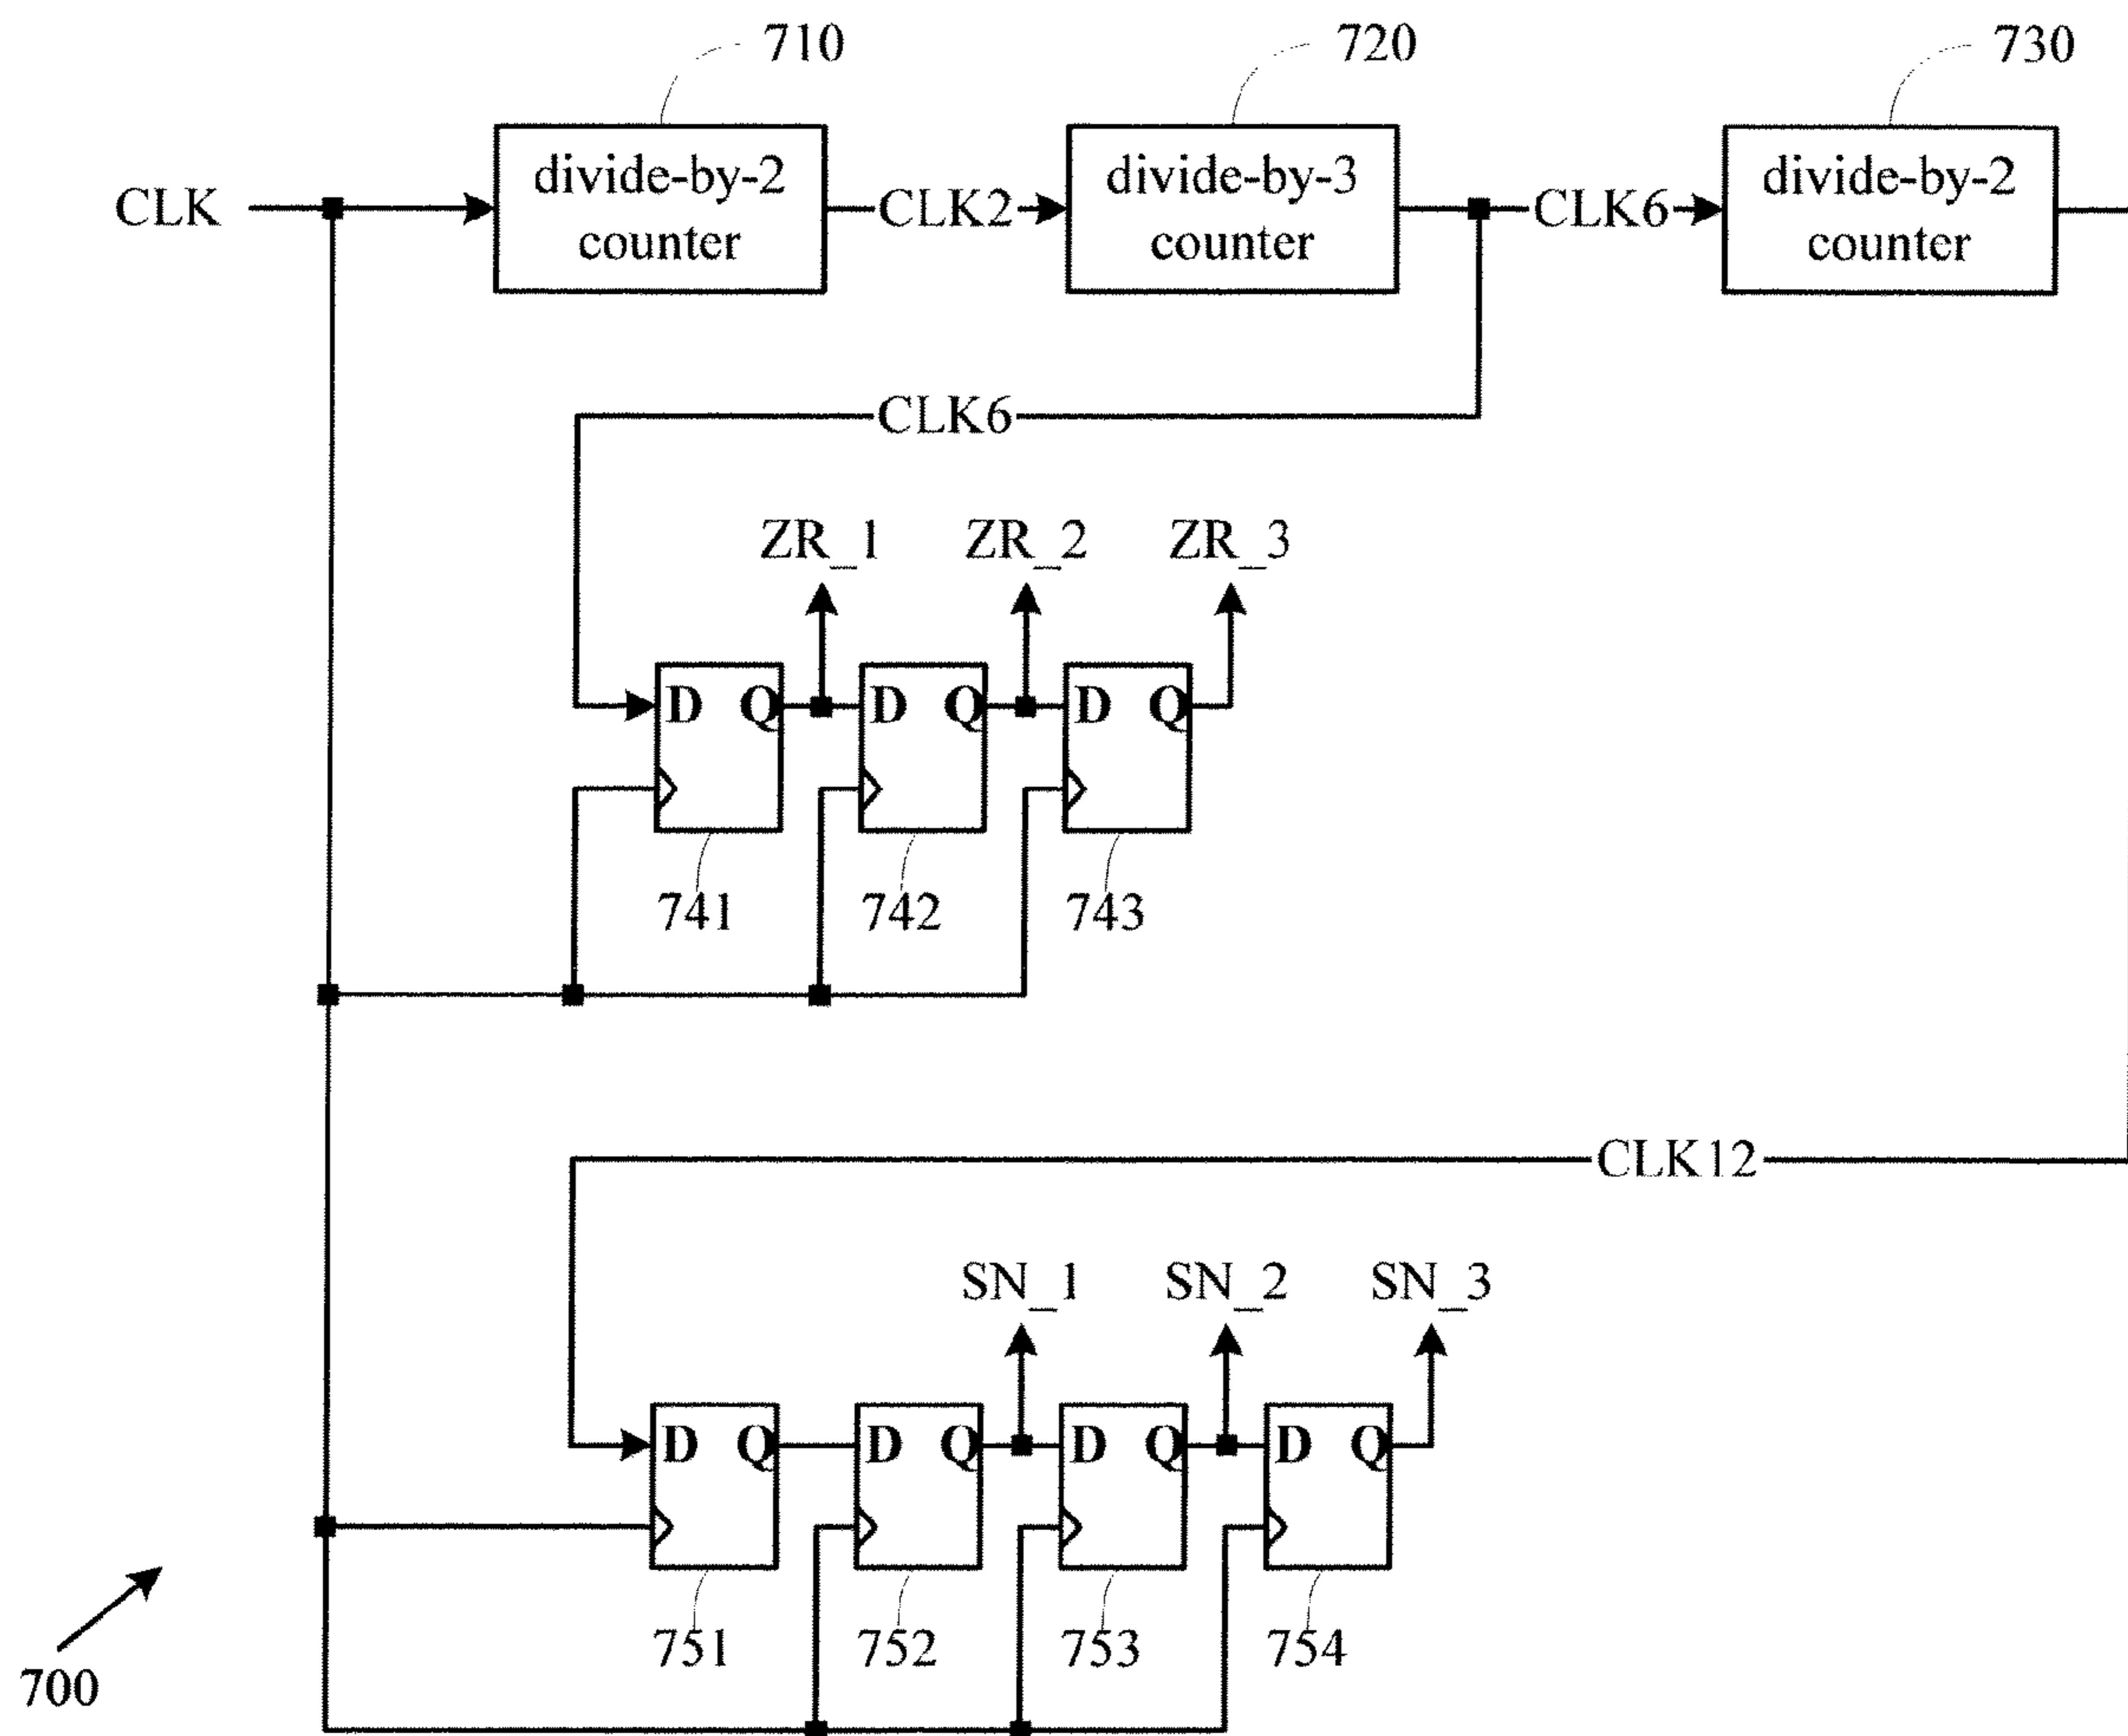 710
720
730
CLK
divide-by-2
counter
CLK2
divide-by-3
counter
CLK6
divide-by-2
counter
CLK6
ZR_1
ZR_2
ZR_3
D Q
D Q
D Q
741
742
743
CLK12
SN_1
SN_2
SN_3
D Q
D Q
D Q
D Q
751
752
753
754
700